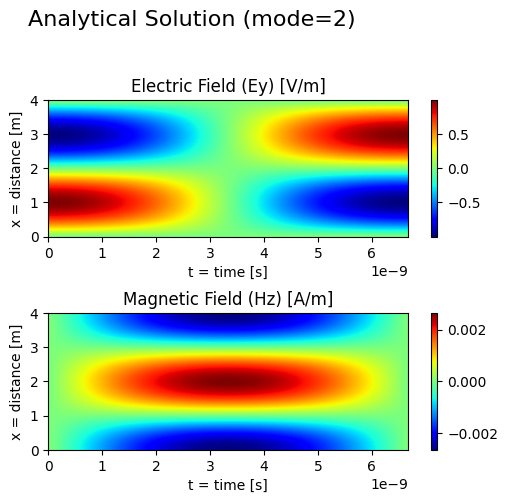 Analytical Solution (mode=2)
Electric Field (Ey) [V/m]
4
3
2
1
0
x = distance [m]
0 1 2 3 4 5 6
1e−9
t = time [s]
0.5
0.0
−0.5
Magnetic Field (Hz) [A/m]
4
3
2
1
0
x = distance [m]
0 1 2 3 4 5 6
1e−9
t = time [s]
0.002
0.000
−0.002